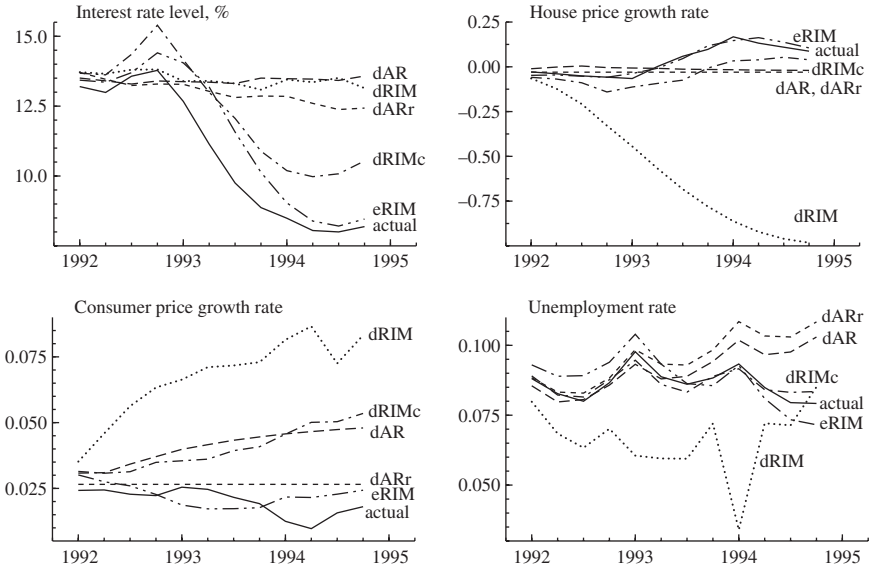 Interest rate level, %
15.0
12.5
10.0
1992
1993
1994
1995
dAR
dRIM
dARr
dRIMc
eRIM
actual
House price growth rate
0.25
0.00
−0.25
−0.50
−0.75
1992
1993
1994
1995
eRIM
actual
dRIMc
dAR, dARr
dRIM
Consumer price growth rate
0.075
0.050
0.025
1992
1993
1994
1995
dRIM
dRIMc
dAR
dARr
eRIM
actual
Unemployment rate
0.100
0.075
0.050
1992
1993
1994
1995
dARr
dAR
dRIMc
actual
eRIM
dRIM